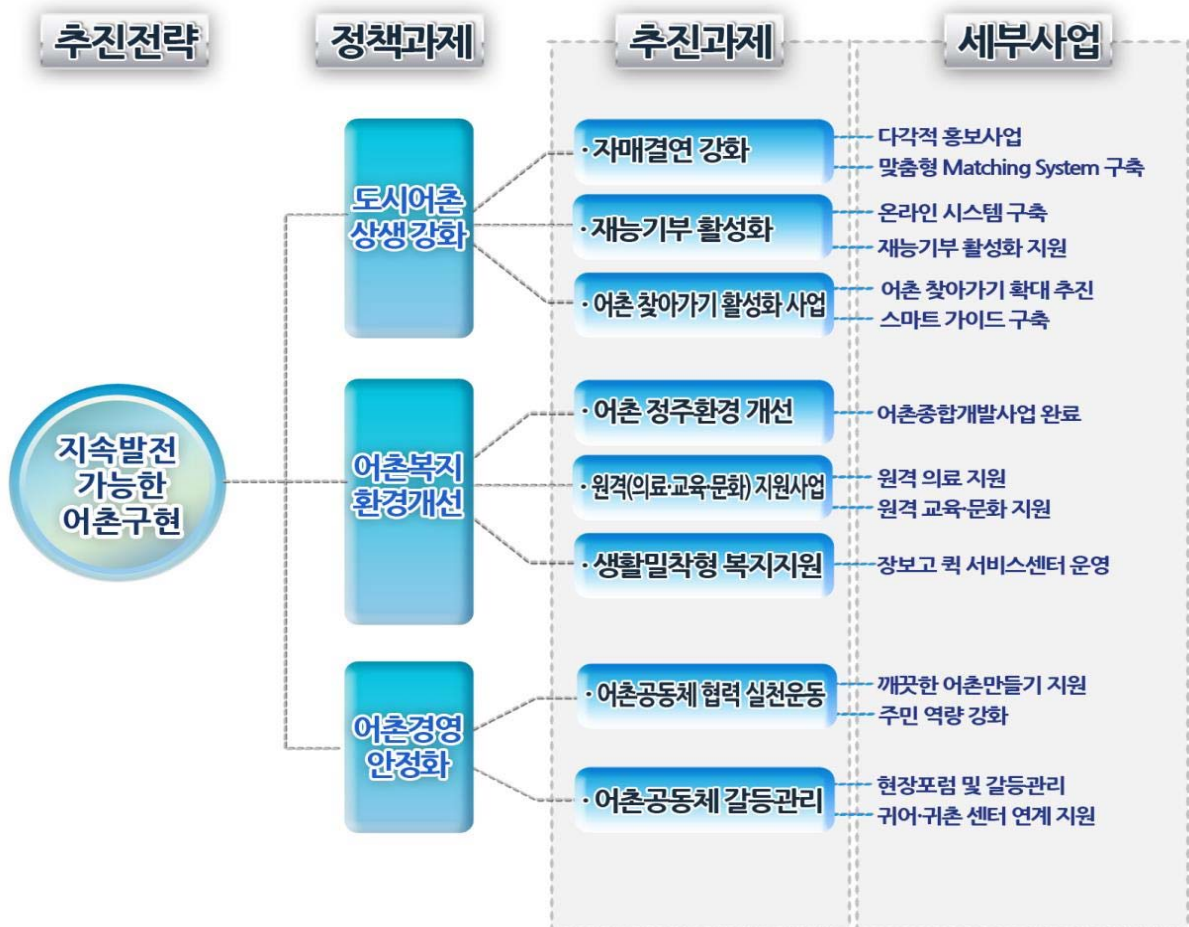 추진전략
정책과제
추진과제
세부사업
지속발전
가능한
어촌구현
도시어촌
상생 강화
· 자매결연 강화
다각적 홍보사업
맞춤형 Matching System 구축
· 재능기부 활성화
온라인 시스템 구축
재능기부 활성화 지원
· 어촌 찾아가기 활성화 사업
어촌 찾아가기 확대 추진
스마트 가이드 구축
어촌복지
환경개선
· 어촌 정주환경 개선
어촌종합개발사업 완료
· 원격(의료·교육·문화) 지원사업
원격 의료 지원
원격 교육·문화 지원
· 생활밀착형 복지지원
장보고 퀵 서비스센터 운영
어촌경영
안정화
· 어촌공동체 협력 실천운동
깨끗한 어촌만들기 지원
주민 역량 강화
· 어촌공동체 갈등관리
현장포럼 및 갈등관리
귀어·귀촌 센터 연계 지원